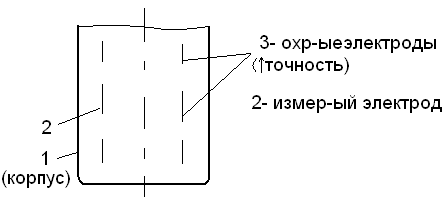 3- охр-ыеэлектроды
(↑точность)
2- измер-ый электрод
2
1
(корпус)